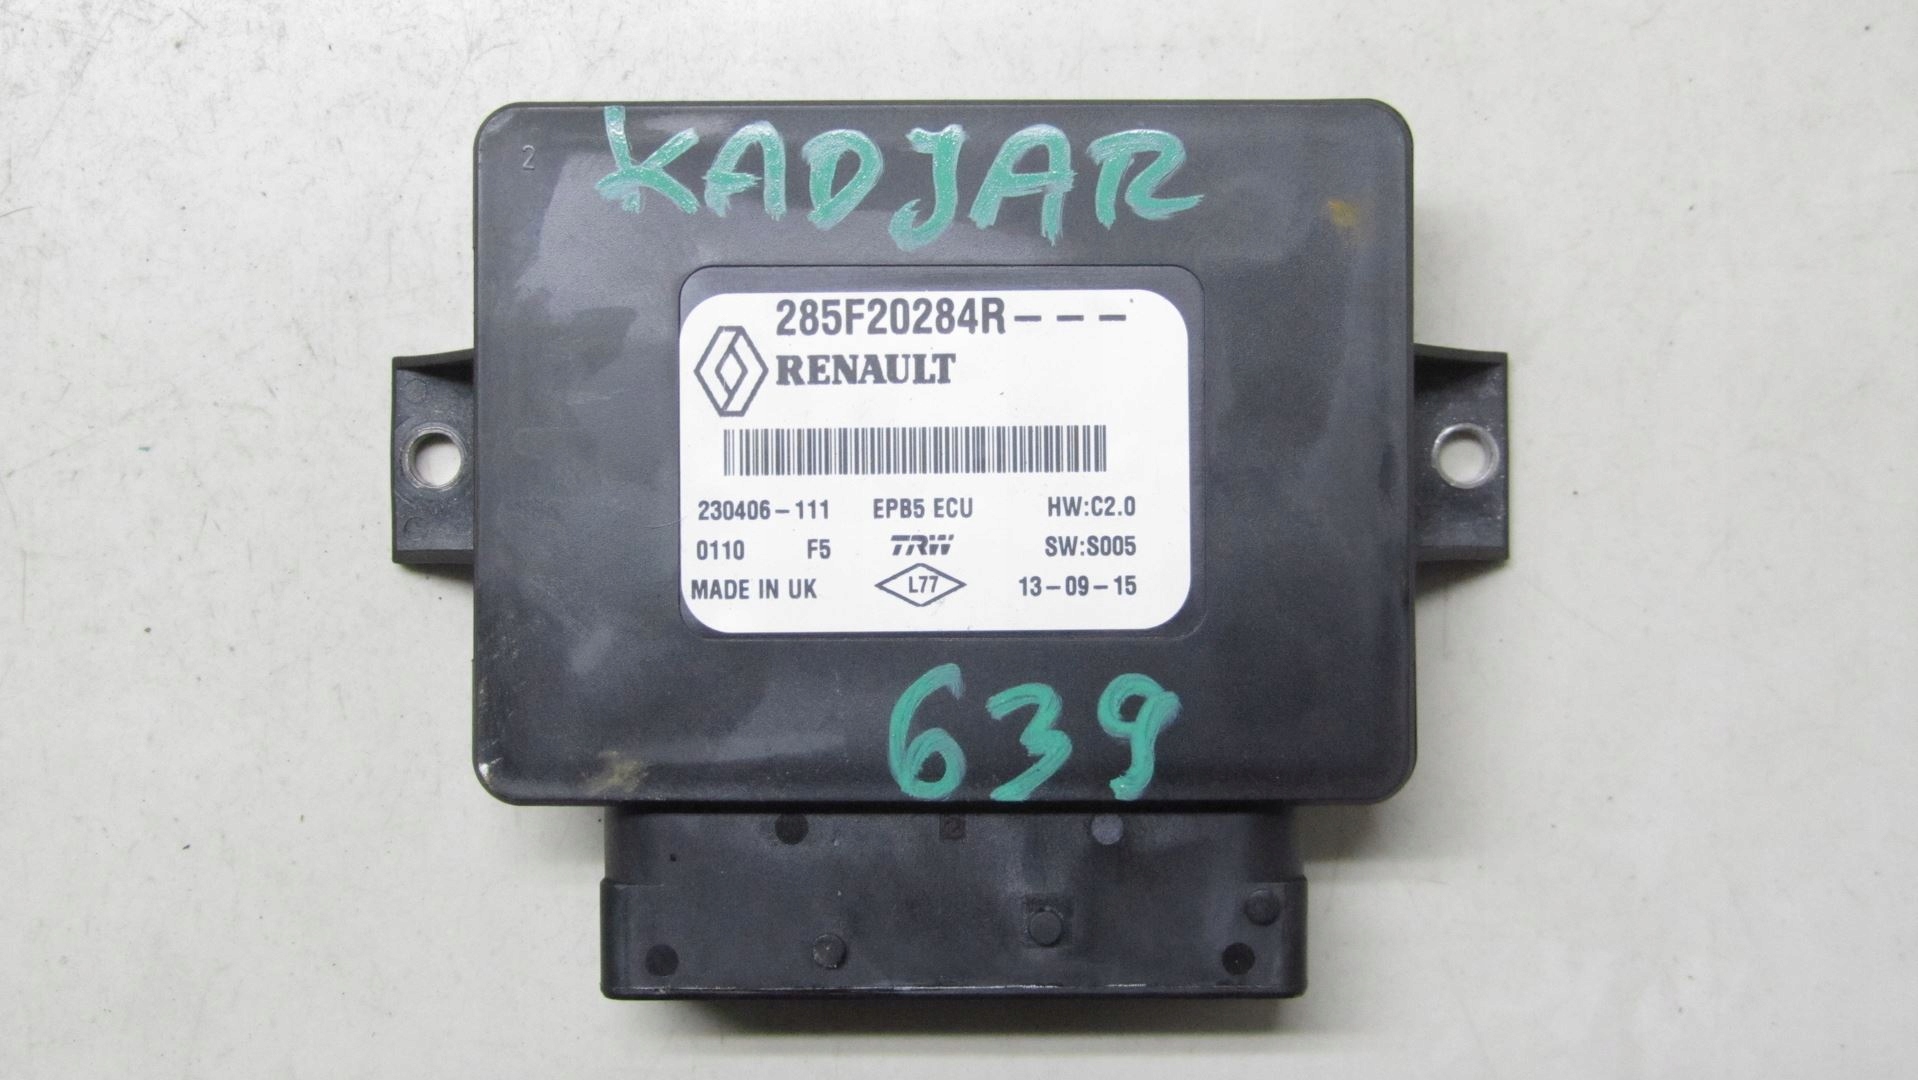 2
KADJAR
285F20284R---
RENAULT
230406-111 EPB5 ECU HW:C2.0
0110 F5 TRW SW:S005
MADE IN UK L77 13-09-15
639
2